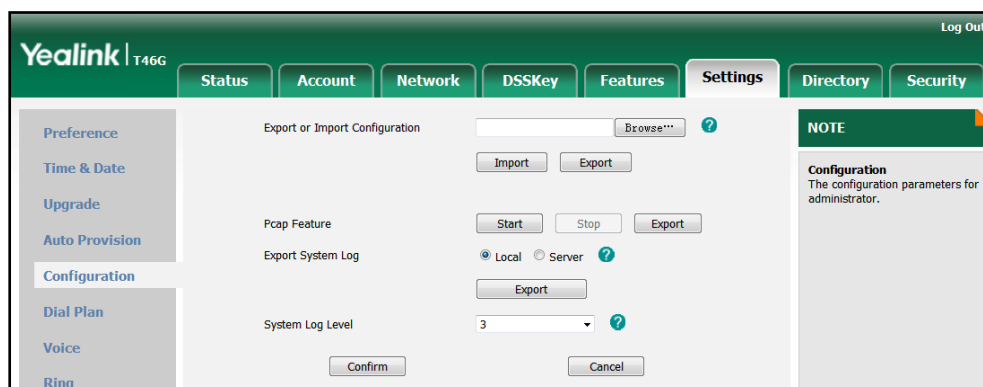 Log Out
Yealink | T46G
Status Account Network DSSKey Features Settings Directory Security
Preference
Time & Date
Upgrade
Auto Provision
Configuration
Dial Plan
Voice
Ring
Export or Import Configuration Browse... ?
Import Export
Pcap Feature Start Stop Export
Export System Log Local Server ?
Export
System Log Level 3 ?
Confirm Cancel
NOTE
Configuration
The configuration parameters for
administrator.